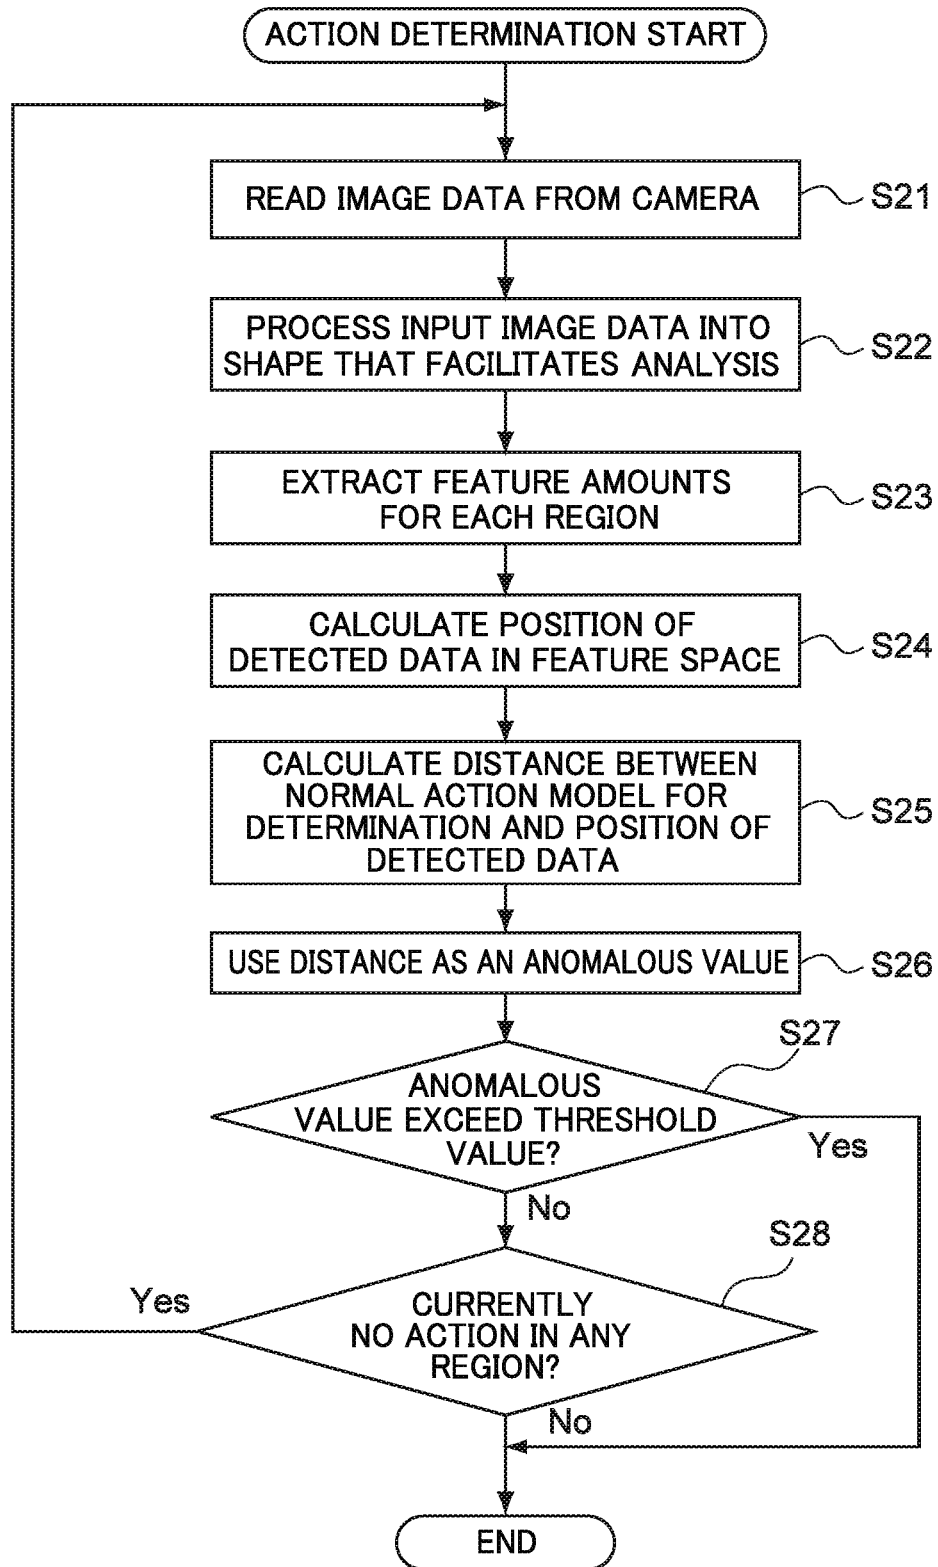 ACTION DETERMINATION START
READ IMAGE DATA FROM CAMERA
S21
PROCESS INPUT IMAGE DATA INTO
SHAPE THAT FACILITATES ANALYSIS
S22
EXTRACT FEATURE AMOUNTS
FOR EACH REGION
S23
CALCULATE POSITION OF
DETECTED DATA IN FEATURE SPACE
S24
CALCULATE DISTANCE BETWEEN
NORMAL ACTION MODEL FOR
DETERMINATION AND POSITION OF
DETECTED DATA
S25
USE DISTANCE AS AN ANOMALOUS VALUE
S26
S27
ANOMALOUS
VALUE EXCEED THRESHOLD
VALUE?
Yes
No
S28
Yes
CURRENTLY
NO ACTION IN ANY
REGION?
No
END